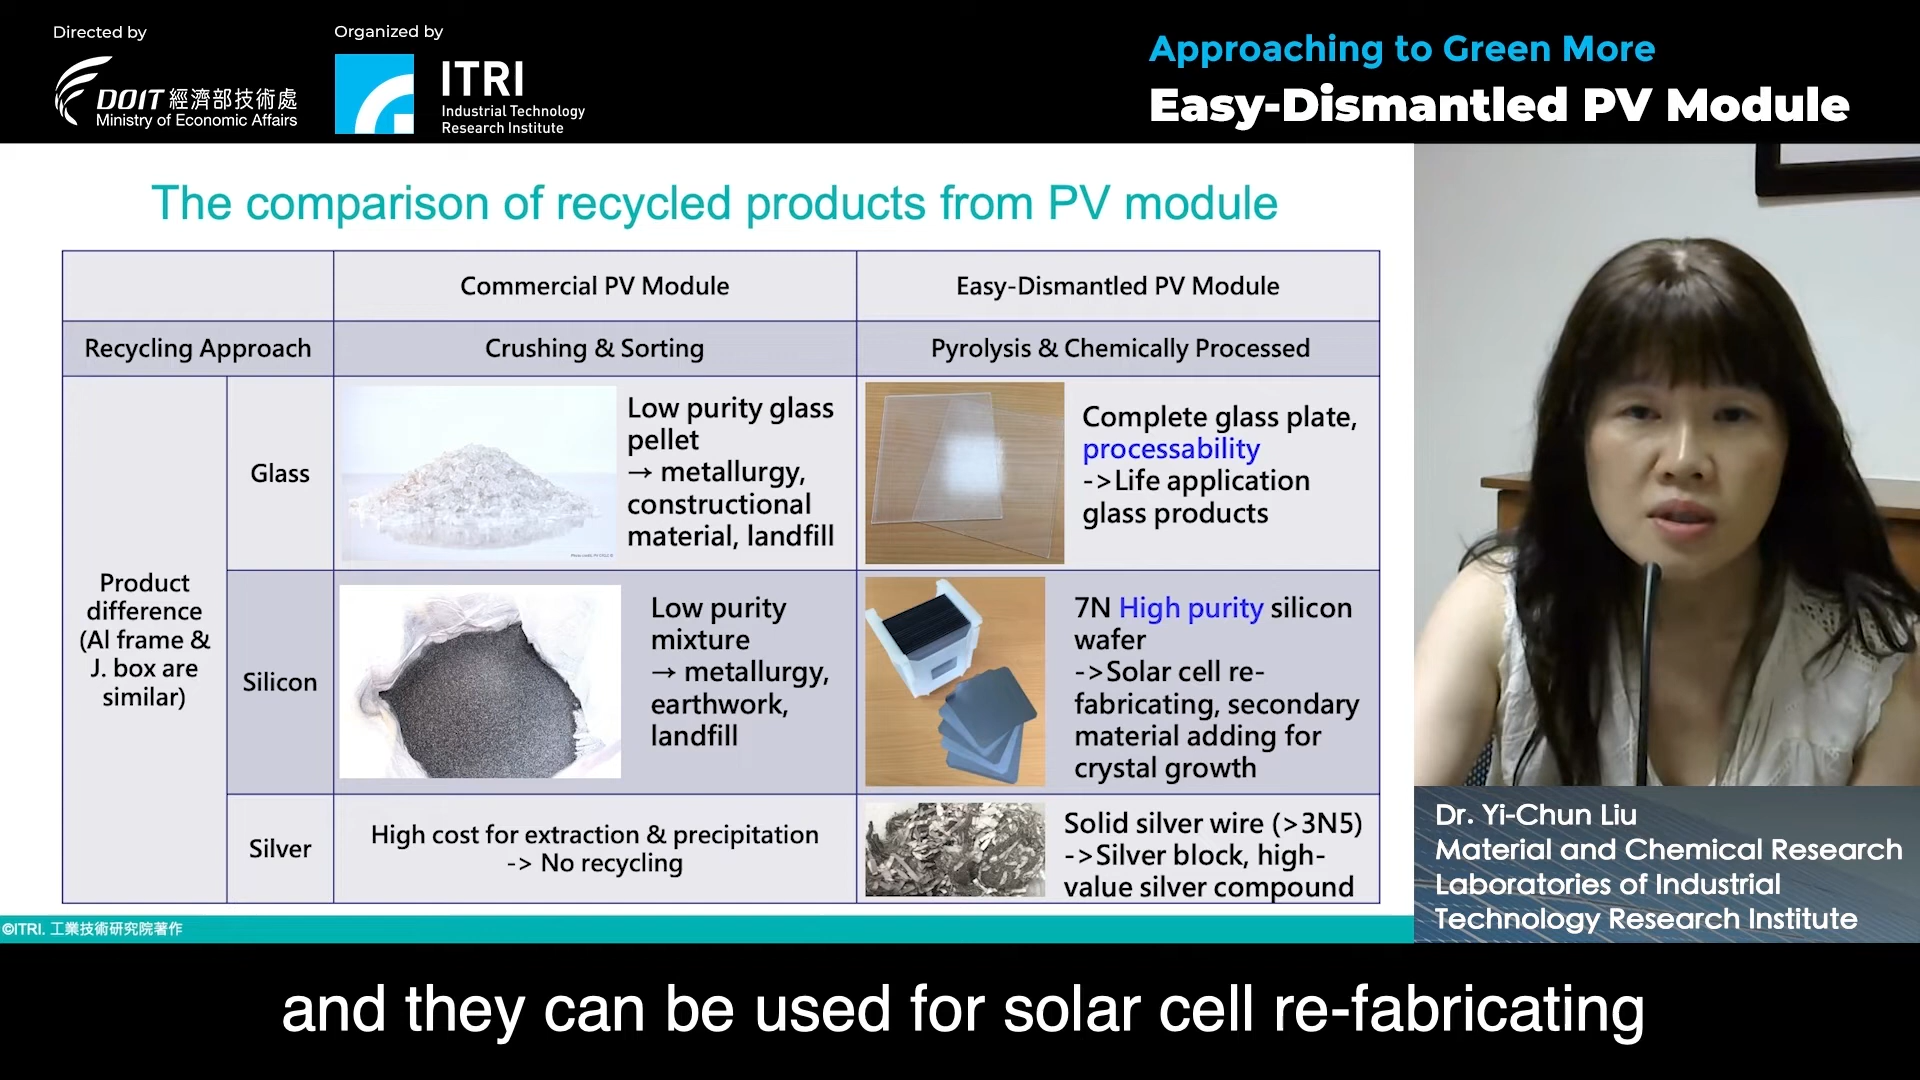 Directed by
DOIT 經濟部技術處
Ministry of Economic Affairs
Organized by
ITRI
Industrial Technology
Research Institute
Approaching to Green More
Easy-Dismantled PV Module
The comparison of recycled products from PV module
Commercial PV Module
Easy-Dismantled PV Module
Recycling Approach
Crushing & Sorting
Pyrolysis & Chemically Processed
Product
difference
(Al frame &
J. box are
similar)
Glass
Low purity glass
pellet
→ metallurgy,
constructional
material, landfill
Complete glass plate,
processability
->Life application
glass products
Silicon
Low purity
mixture
→ metallurgy,
earthwork,
landfill
7N High purity silicon
wafer
->Solar cell re-
fabricating, secondary
material adding for
crystal growth
Silver
High cost for extraction & precipitation
-> No recycling
Solid silver wire (>3N5)
->Silver block, high-
value silver compound
©ITRI. 工業技術研究院著作
Dr. Yi-Chun Liu
Material and Chemical Research
Laboratories of Industrial
Technology Research Institute
and they can be used for solar cell re-fabricating